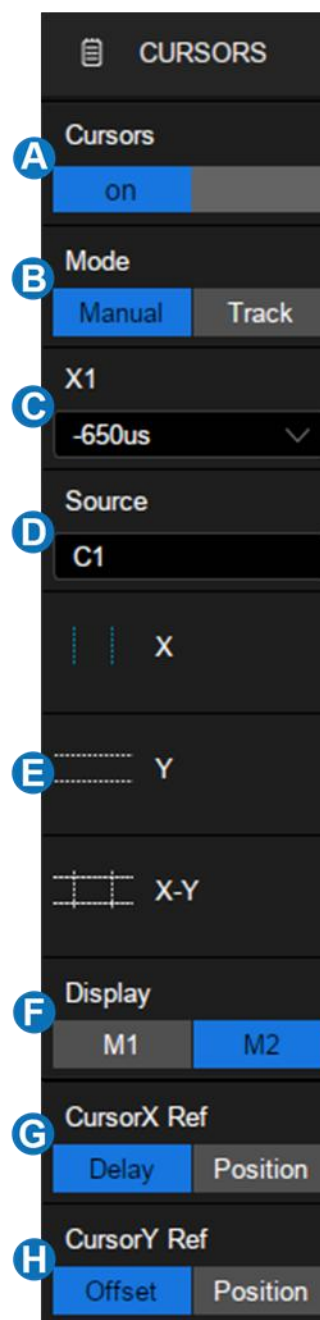 CURSORS
Cursors
A
on
Mode
B
Manual Track
X1
C
-650us
Source
D
C1
X
E
Y
X-Y
Display
F
M1 M2
CursorX Ref
G
Delay Position
CursorY Ref
H
Offset Position